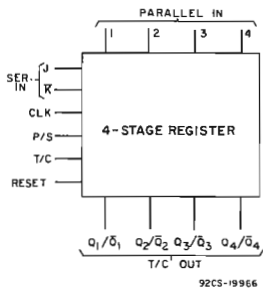 PARALLEL IN
1 2 3 4
SER. IN
J
K̅
CLK
P/S
T/C
RESET
4-STAGE REGISTER
Q1/Q̅1 Q2/Q̅2 Q3/Q̅3 Q4/Q̅4
T/C OUT
92CS-19966